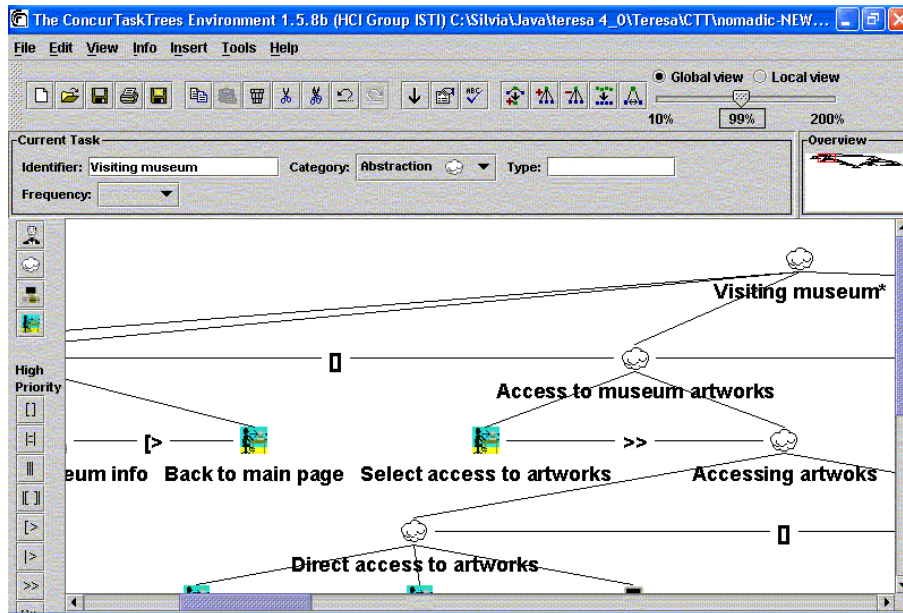 The ConcurTaskTrees Environment 1.5.8b (HCI Group ISTI) C:\Silvia\Java\teresa 4_0\Teresa\CTT\nomadic-NEW...
File Edit View Info Insert Tools Help
Global view Local view
10% 99% 200%
Current Task
Overview
Identifier: Visiting museum Category: Abstraction Type:
Frequency:
Visiting museum*
[]
Access to museum artworks
High
Priority
[]
|=|
|||
|[]|
[>
|>
>>
[> >>
eum info Back to main page Select access to artworks Accessing artwoks
[]
Direct access to artworks